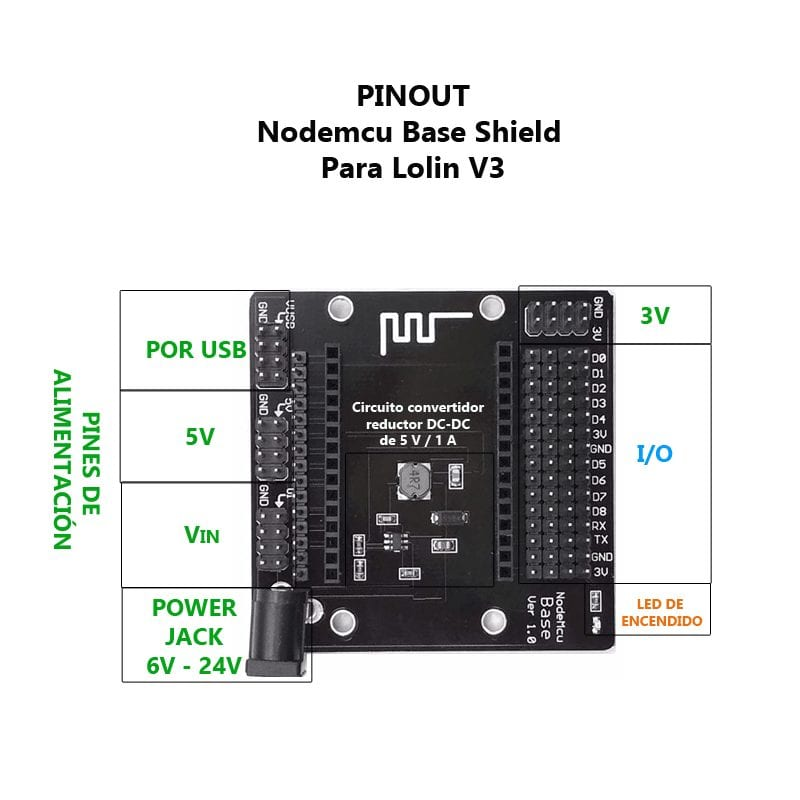 PINOUT
Nodemcu Base Shield
Para Lolin V3
PINES DE
ALIMENTACIÓN
POR USB
5V
VIN
POWER
JACK
6V - 24V
GND
VUSB
GND
5V
GND
Circuito convertidor
reductor DC-DC
de 5 V / 1 A
4R7
GND
3V
3V
D0
D1
D2
D3
D4
3V
GND
D5
D6
D7
D8
RX
TX
GND
3V
I/O
NodeMcu
Base
Ver 1.0
LED DE
ENCENDIDO